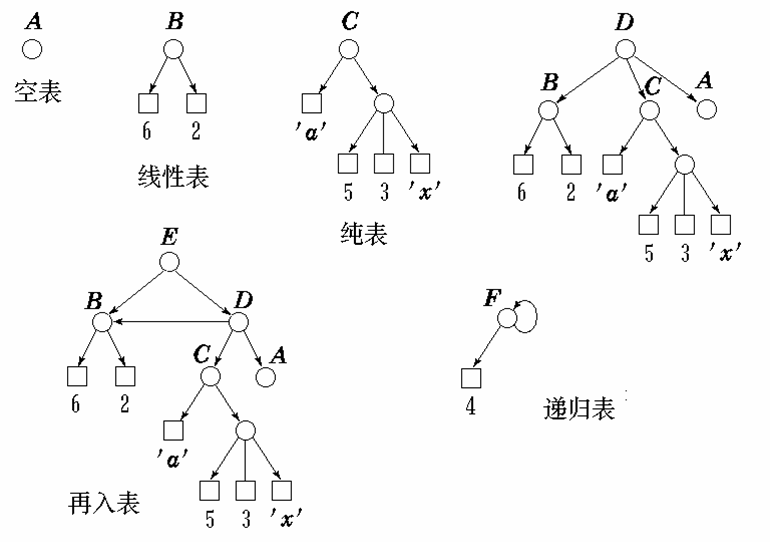 A
空表
B
6 2
线性表
C
'a'
5 3 'x'
纯表
D
B C A
6 2 'a'
5 3 'x'
E
B D
C A
6 2
'a'
5 3 'x'
再入表
F
4
递归表